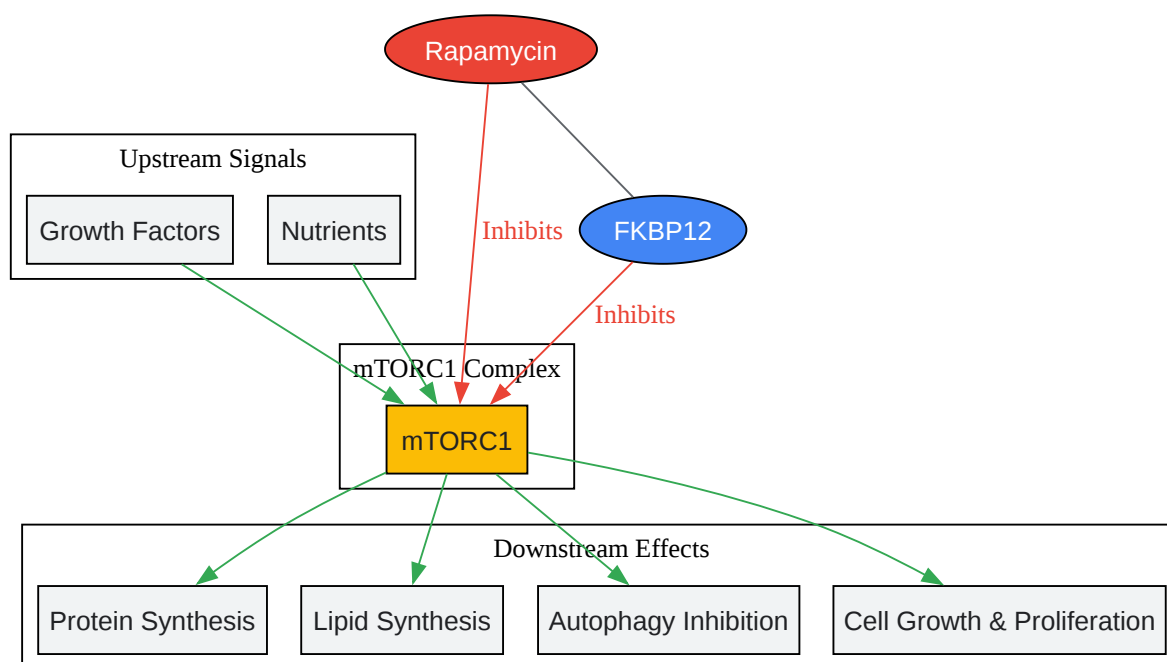 Rapamycin
Upstream Signals
Growth Factors
Nutrients
Inhibits
FKBP12
Inhibits
mTORC1 Complex
mTORC1
Downstream Effects
Protein Synthesis
Lipid Synthesis
Autophagy Inhibition
Cell Growth & Proliferation